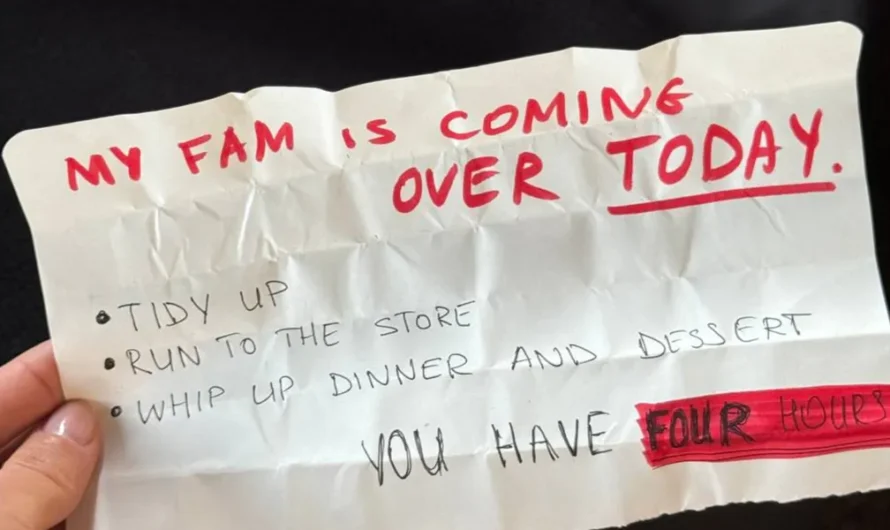 MY FAM IS COMING
OVER TODAY.
• TIDY UP
• RUN TO THE STORE
• WHIP UP DINNER AND DESSERT
YOU HAVE FOUR HOURS